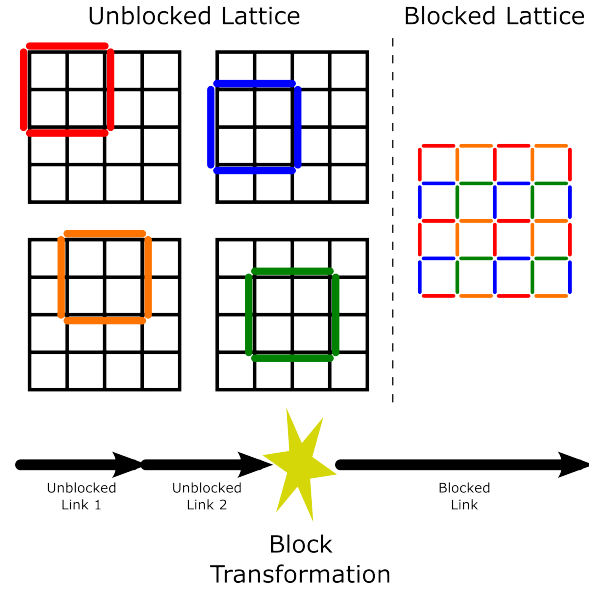 Unblocked Lattice
Blocked Lattice
Unblocked
Link 1
Unblocked
Link 2
Blocked
Link
Block
Transformation